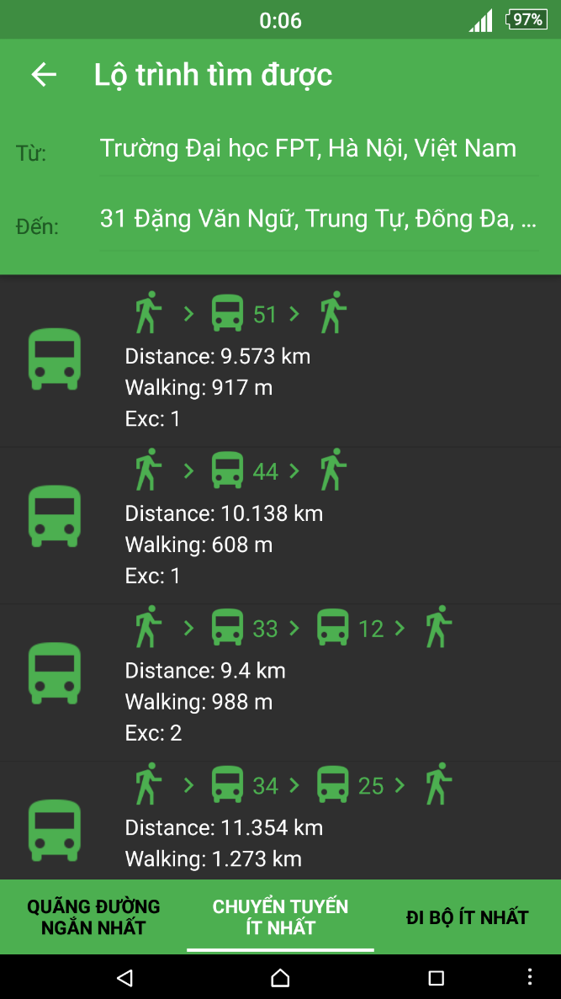 0:06
97%
Lộ trình tìm được
Từ:
Trường Đại học FPT, Hà Nội, Việt Nam
Đến:
31 Đặng Văn Ngữ, Trung Tự, Đống Đa, ...
51
Distance: 9.573 km
Walking: 917 m
Exc: 1
44
Distance: 10.138 km
Walking: 608 m
Exc: 1
33 12
Distance: 9.4 km
Walking: 988 m
Exc: 2
34 25
Distance: 11.354 km
Walking: 1.273 km
QUÃNG ĐƯỜNG
NGẮN NHẤT
CHUYỂN TUYẾN
ÍT NHẤT
ĐI BỘ ÍT NHẤT